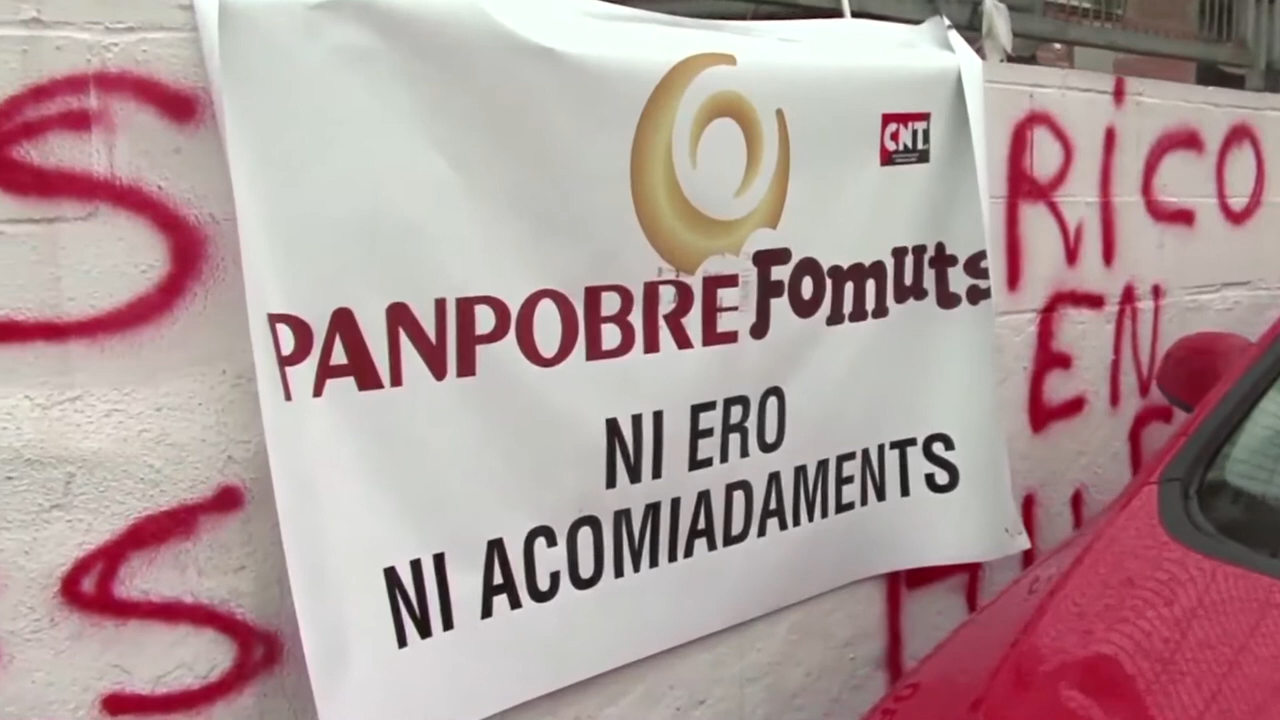 CNT
PANPOBRE Fomuts
NI ERO
NI ACOMIADAMENTS
RiCO
EN